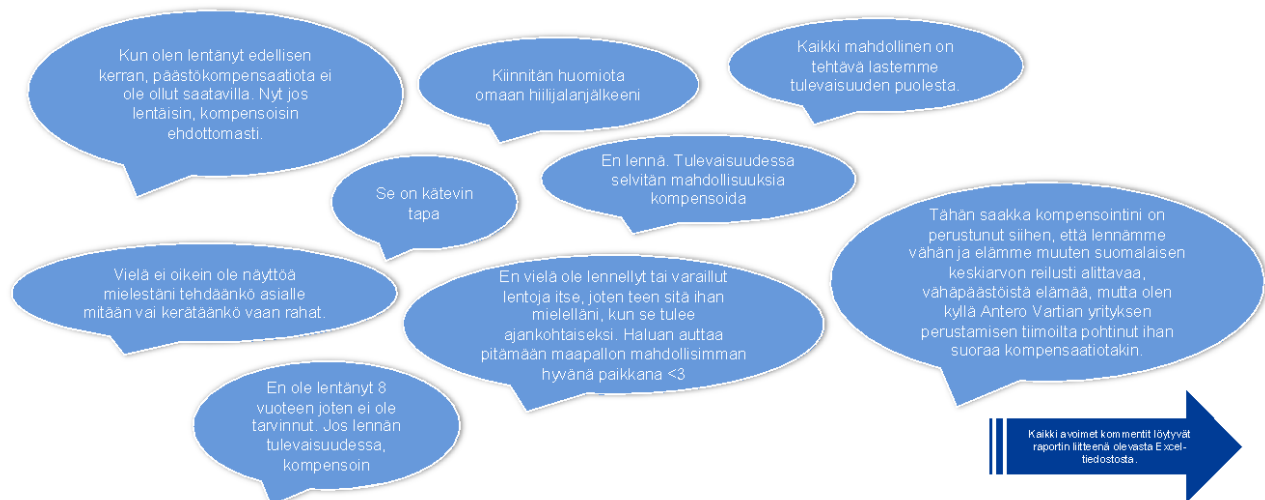 Kun olen lentänyt edellisen
kerran, päästökompensaatiota ei
ole ollut saatavilla. Nyt jos
lentäisin, kompensoisin
ehdottomasti.
Kiinnitän huomiota
omaan hiilijalanjälkeeni
Kaikki mahdollinen on
tehtävä lastemme
tulevaisuuden puolesta.
Se on kätevin
tapa
En lennä. Tulevaisuudessa
selvitän mahdollisuuksia
kompensoida
Tähän saakka kompensointini on
perustunut siihen, että lennämme
vähän ja elämme muuten suomalaisen
keskiarvon reilusti alittavaa,
vähäpäästöistä elämää, mutta olen
kyllä Antero Vartian yrityksen
perustamisen tiimoilta pohtinut ihan
suoraa kompensaatiotakin.
Vielä ei oikein ole näyttöä
mielestäni tehdäänkö asialle
mitään vai kerätäänkö vaan rahat.
En vielä ole lennellyt tai varaillut
lentoja itse, joten teen sitä ihan
mielelläni, kun se tulee
ajankohtaiseksi. Haluan auttaa
pitämään maapallon mahdollisimman
hyvänä paikkana <3
En ole lentänyt 8
vuoteen joten ei ole
tarvinnut. Jos lennän
tulevaisuudessa,
kompensoin
Kaikki avoimet kommentit löytyvät
raportin liitteenä olevasta Excel-
tiedostosta.